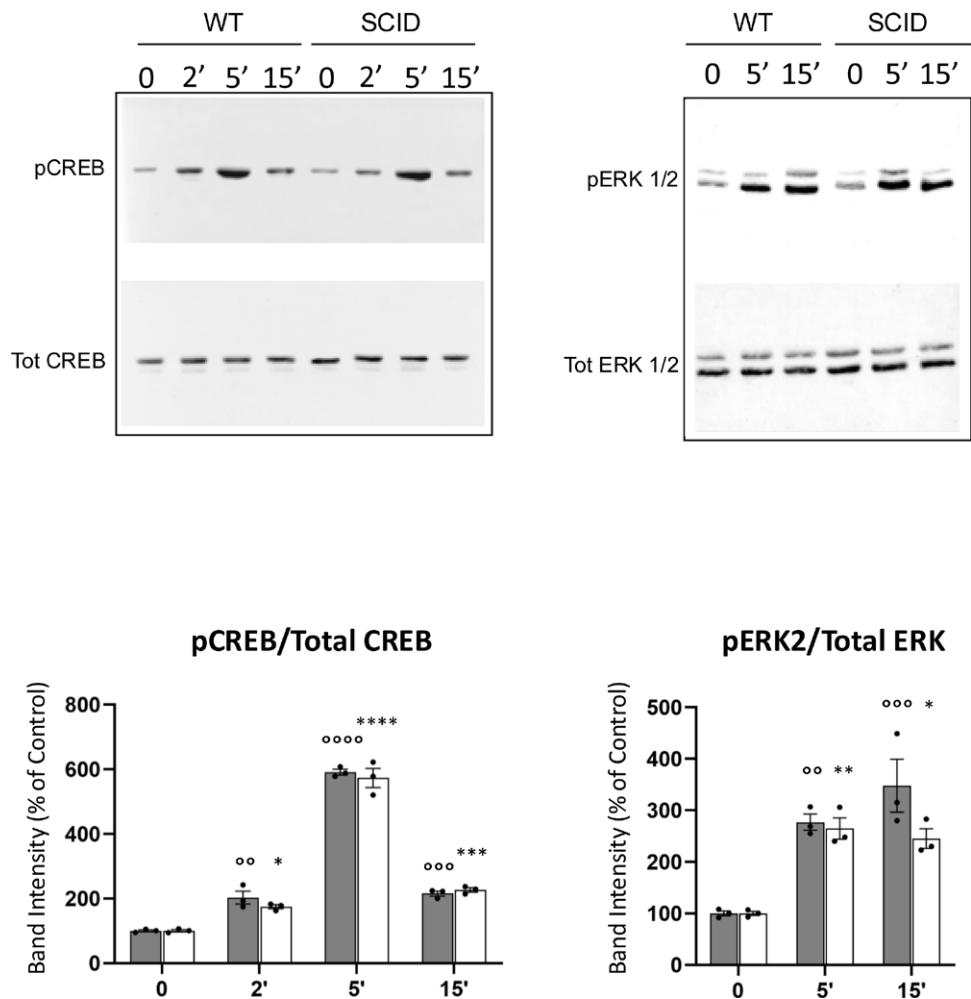 WT SCID
0 2’ 5’ 15’ 0 2’ 5’ 15’
pCREB
Tot CREB
WT SCID
0 5’ 15’ 0 5’ 15’
pERK 1/2
Tot ERK 1/2
pCREB/Total CREB
Band Intensity (% of Control)
800
600
400
200
0
°° *
°°°° ****
°°° ***
0 2' 5' 15'
pERK2/Total ERK
Band Intensity (% of Control)
500
400
300
200
100
0
°° **
°°° *
0 5' 15'